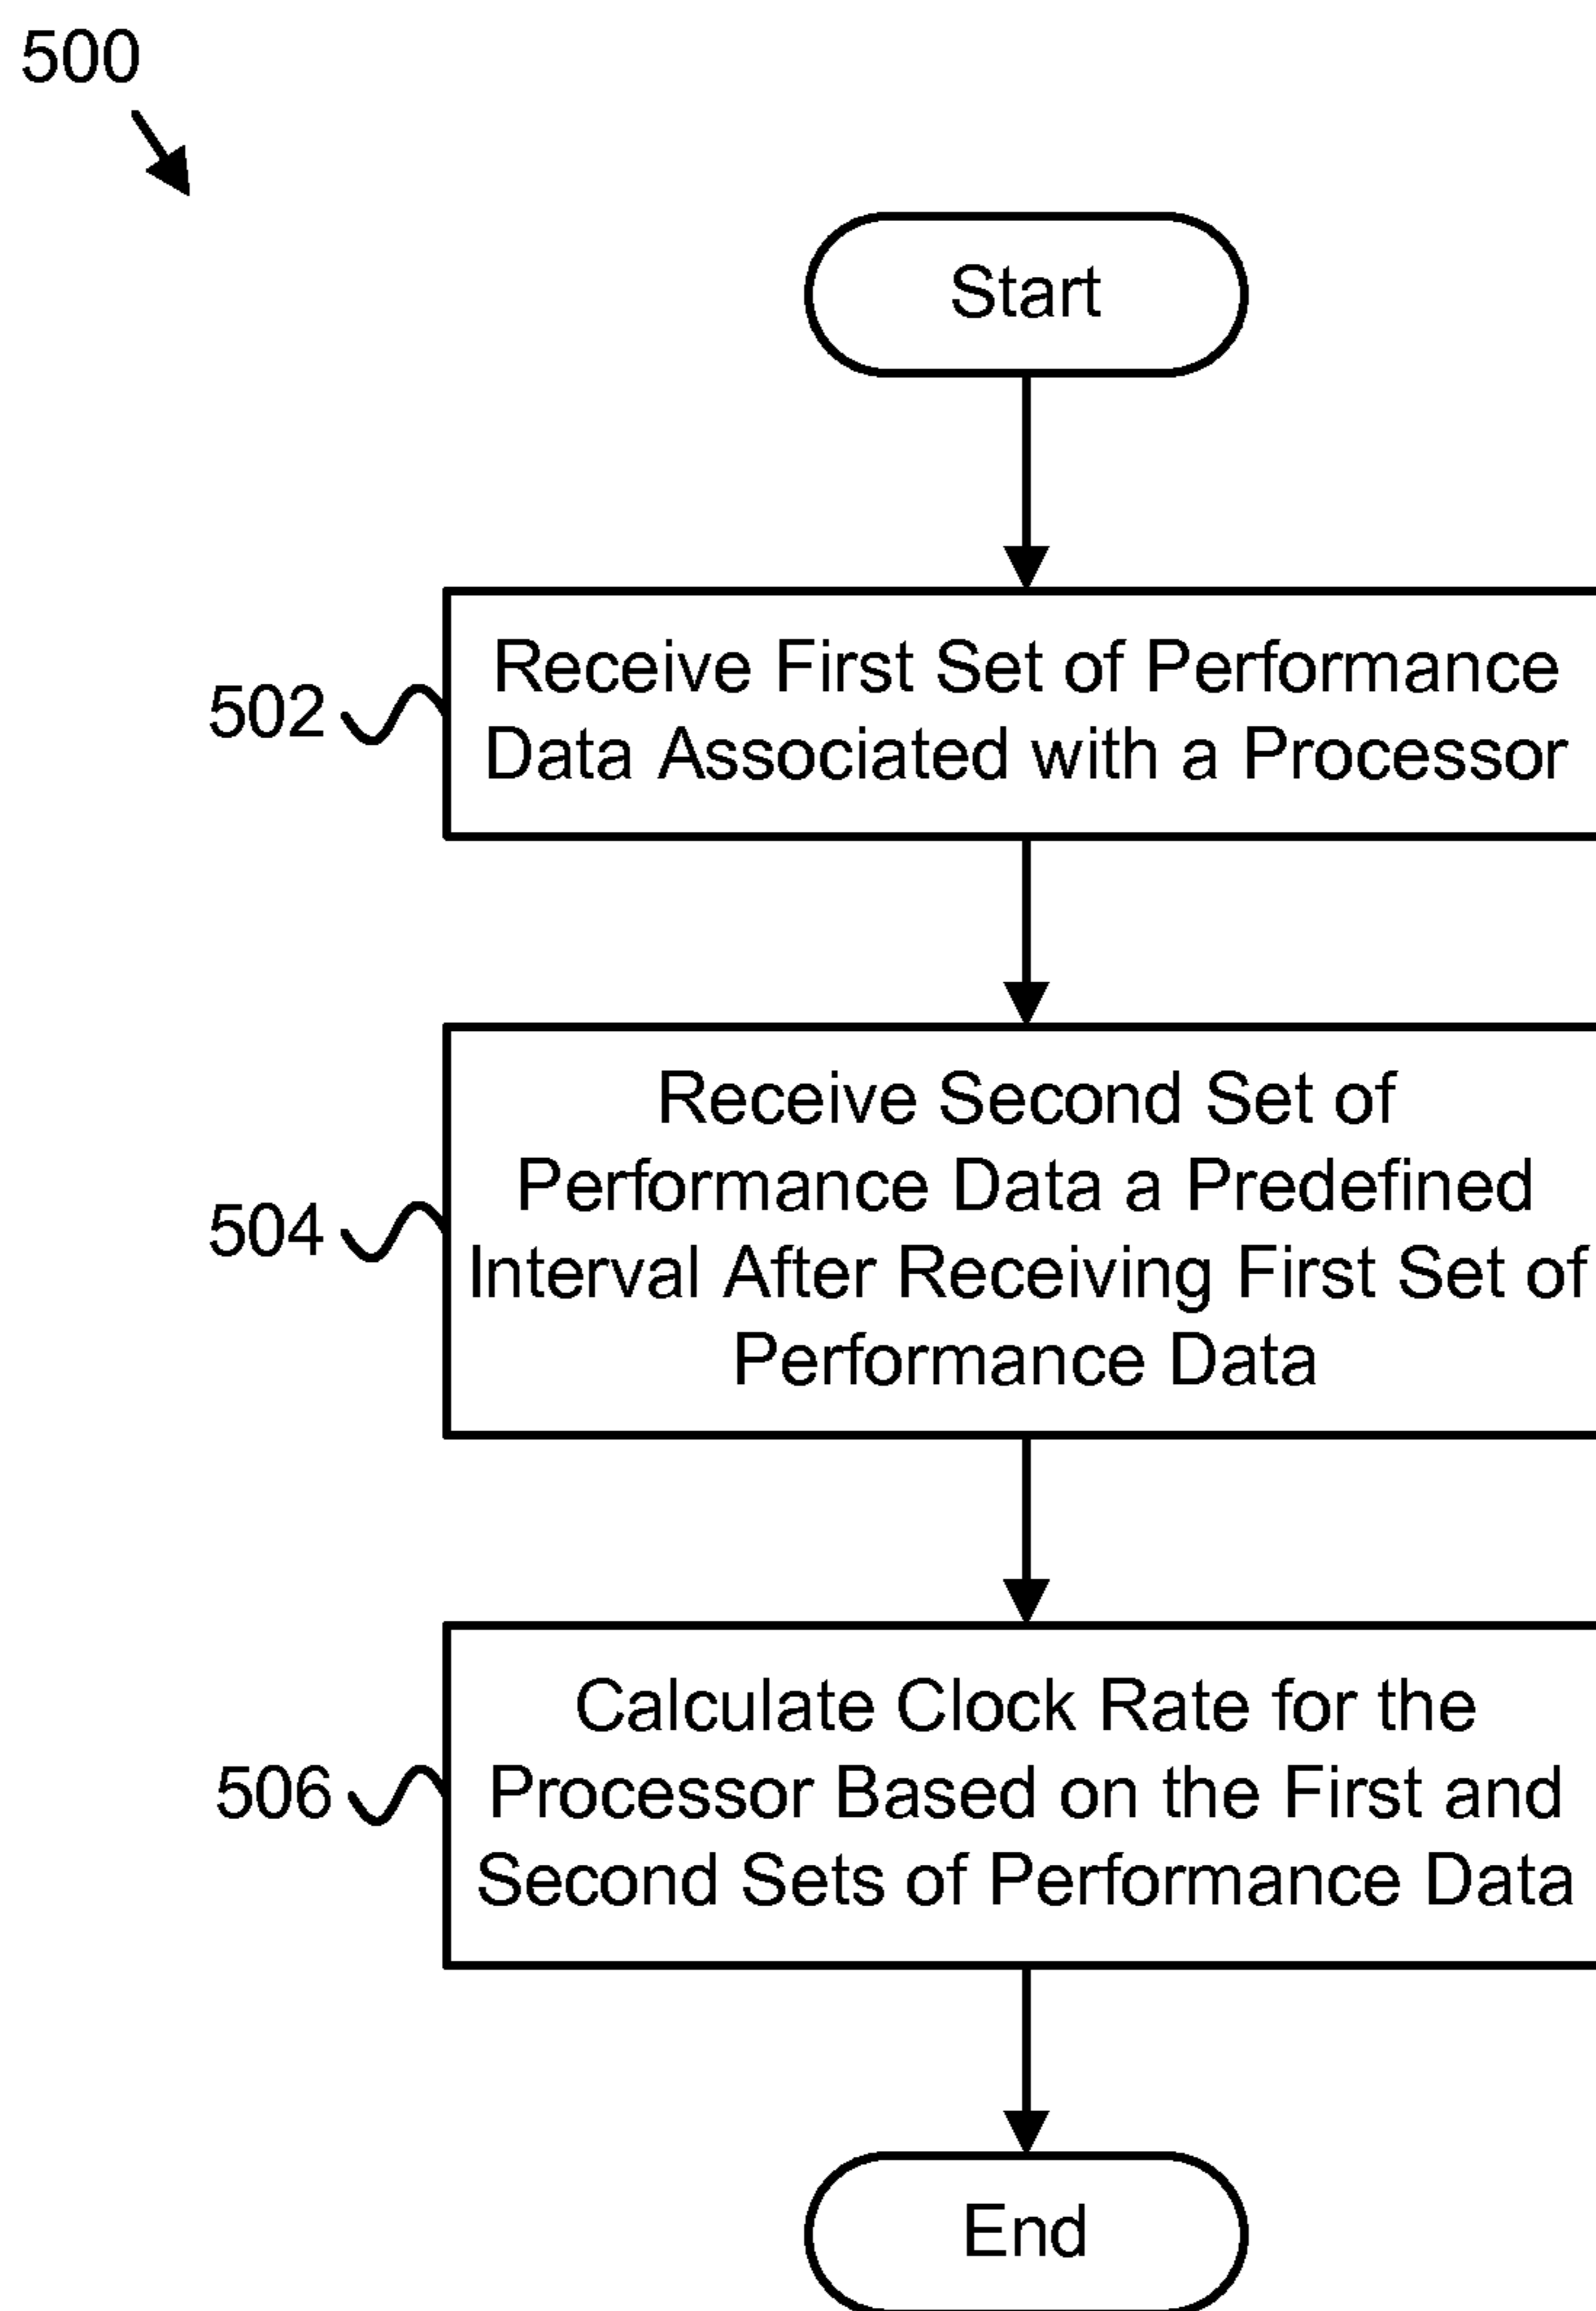 500
Start
502
Receive First Set of Performance
Data Associated with a Processor
504
Receive Second Set of
Performance Data a Predefined
Interval After Receiving First Set of
Performance Data
506
Calculate Clock Rate for the
Processor Based on the First and
Second Sets of Performance Data
End